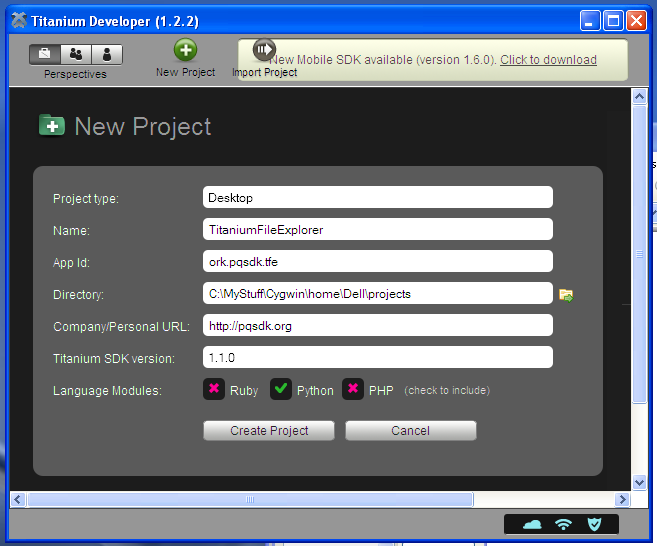 Titanium Developer (1.2.2)
Perspectives
New Project
Import Project
New Mobile SDK available (version 1.6.0). Click to download
New Project
Project type: Desktop
Name: TitaniumFileExplorer
App Id: ork.pqsdk.tfe
Directory: C:\MyStuff\Cygwin\home\Dell\projects
Company/Personal URL: http://pqsdk.org
Titanium SDK version: 1.1.0
Language Modules: Ruby Python PHP (check to include)
Create Project Cancel